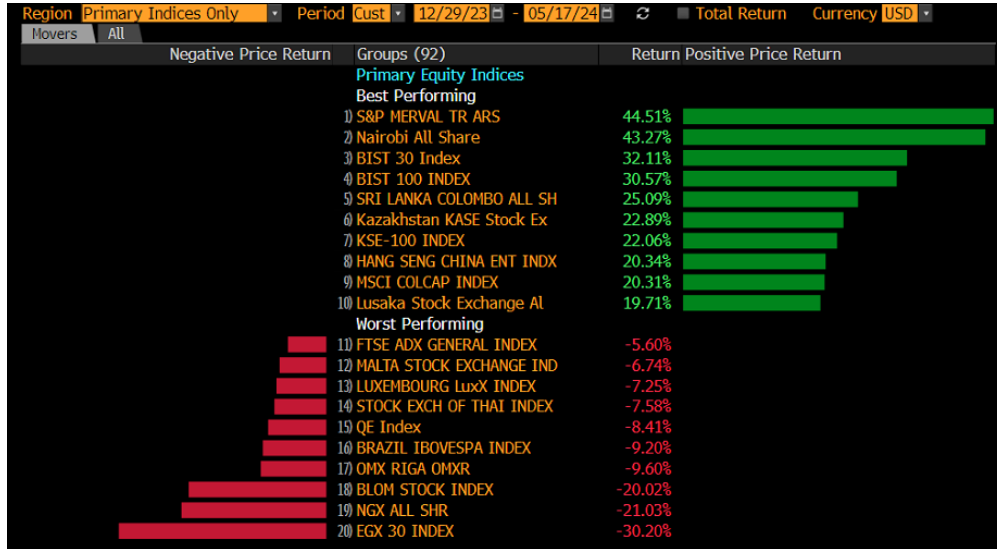 Region Primary Indices Only Period Cust 12/29/23 - 05/17/24 Total Return Currency USD
Movers All
Negative Price Return Groups (92) Return Positive Price Return
Primary Equity Indices
Best Performing
1) S&P MERVAL TR ARS 44.51%
2) Nairobi All Share 43.27%
3) BIST 30 Index 32.11%
4) BIST 100 INDEX 30.57%
5) SRI LANKA COLOMBO ALL SH 25.09%
6) Kazakhstan KASE Stock Ex 22.89%
7) KSE-100 INDEX 22.06%
8) HANG SENG CHINA ENT INDX 20.34%
9) MSCI COLCAP INDEX 20.31%
10) Lusaka Stock Exchange Al 19.71%
Worst Performing
11) FTSE ADX GENERAL INDEX -5.60%
12) MALTA STOCK EXCHANGE IND -6.74%
13) LUXEMBOURG LuxX INDEX -7.25%
14) STOCK EXCH OF THAI INDEX -7.58%
15) QE Index -8.41%
16) BRAZIL IBOVESPA INDEX -9.20%
17) OMX RIGA OMXR -9.60%
18) BLOM STOCK INDEX -20.02%
19) NGX ALL SHR -21.03%
20) EGX 30 INDEX -30.20%